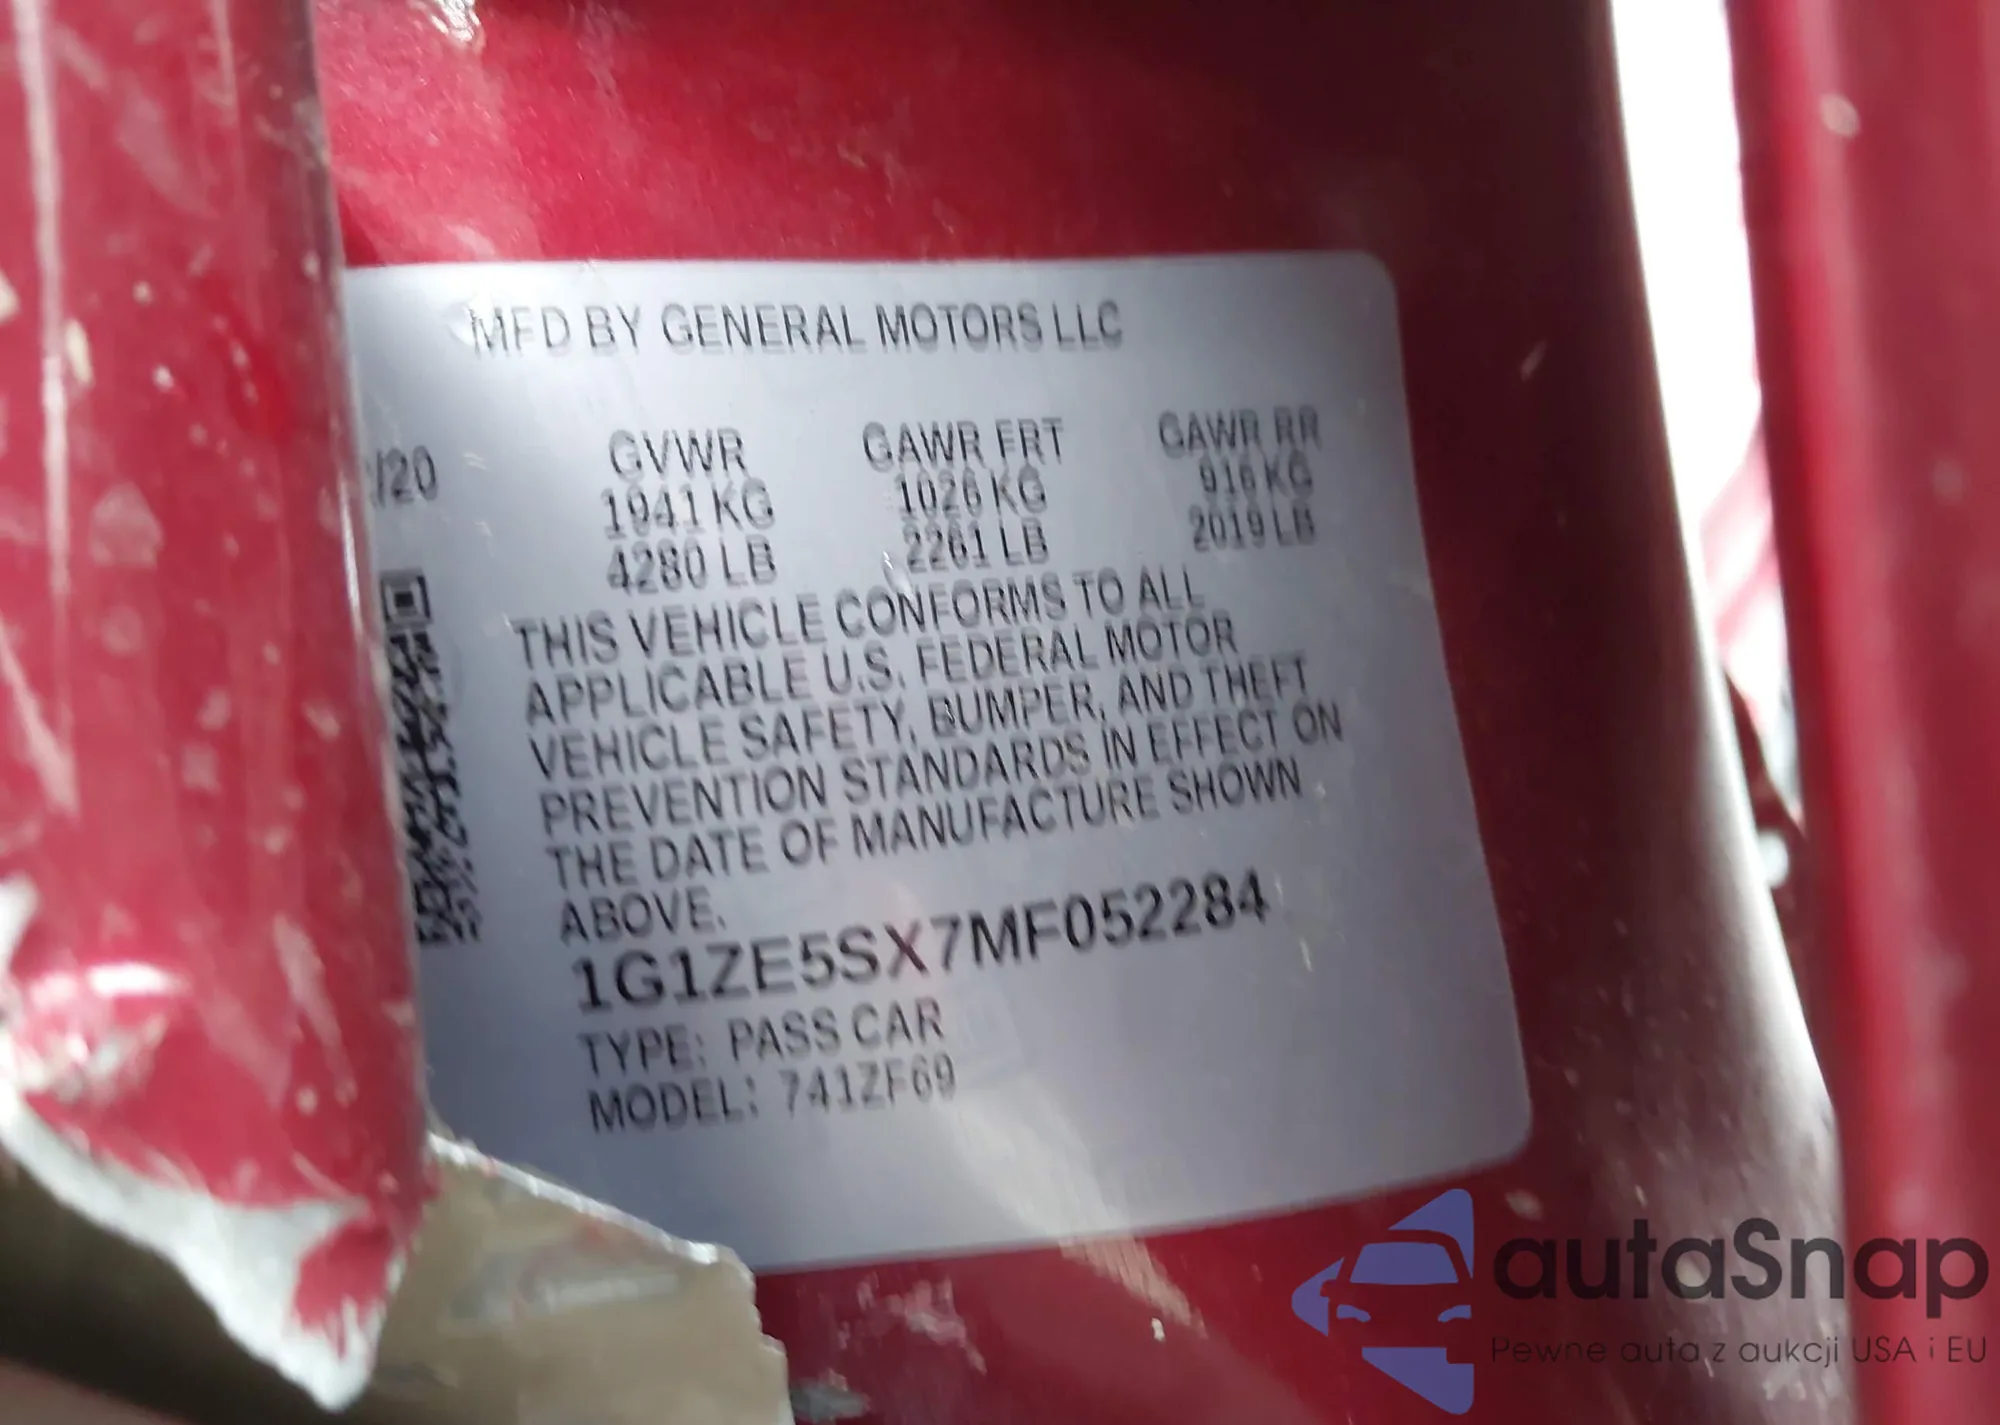 MFD BY GENERAL MOTORS LLC
/20 GVWR GAWR FRT GAWR RR
1941 KG 1026 KG 916 KG
4280 LB 2261 LB 2019 LB
THIS VEHICLE CONFORMS TO ALL
APPLICABLE U.S. FEDERAL MOTOR
VEHICLE SAFETY, BUMPER, AND THEFT
PREVENTION STANDARDS IN EFFECT ON
THE DATE OF MANUFACTURE SHOWN
ABOVE.
1G1ZE5SX7MF052284
TYPE: PASS CAR
MODEL: 741ZF69
autaSnap
Pewne auta z aukcji USA i EU